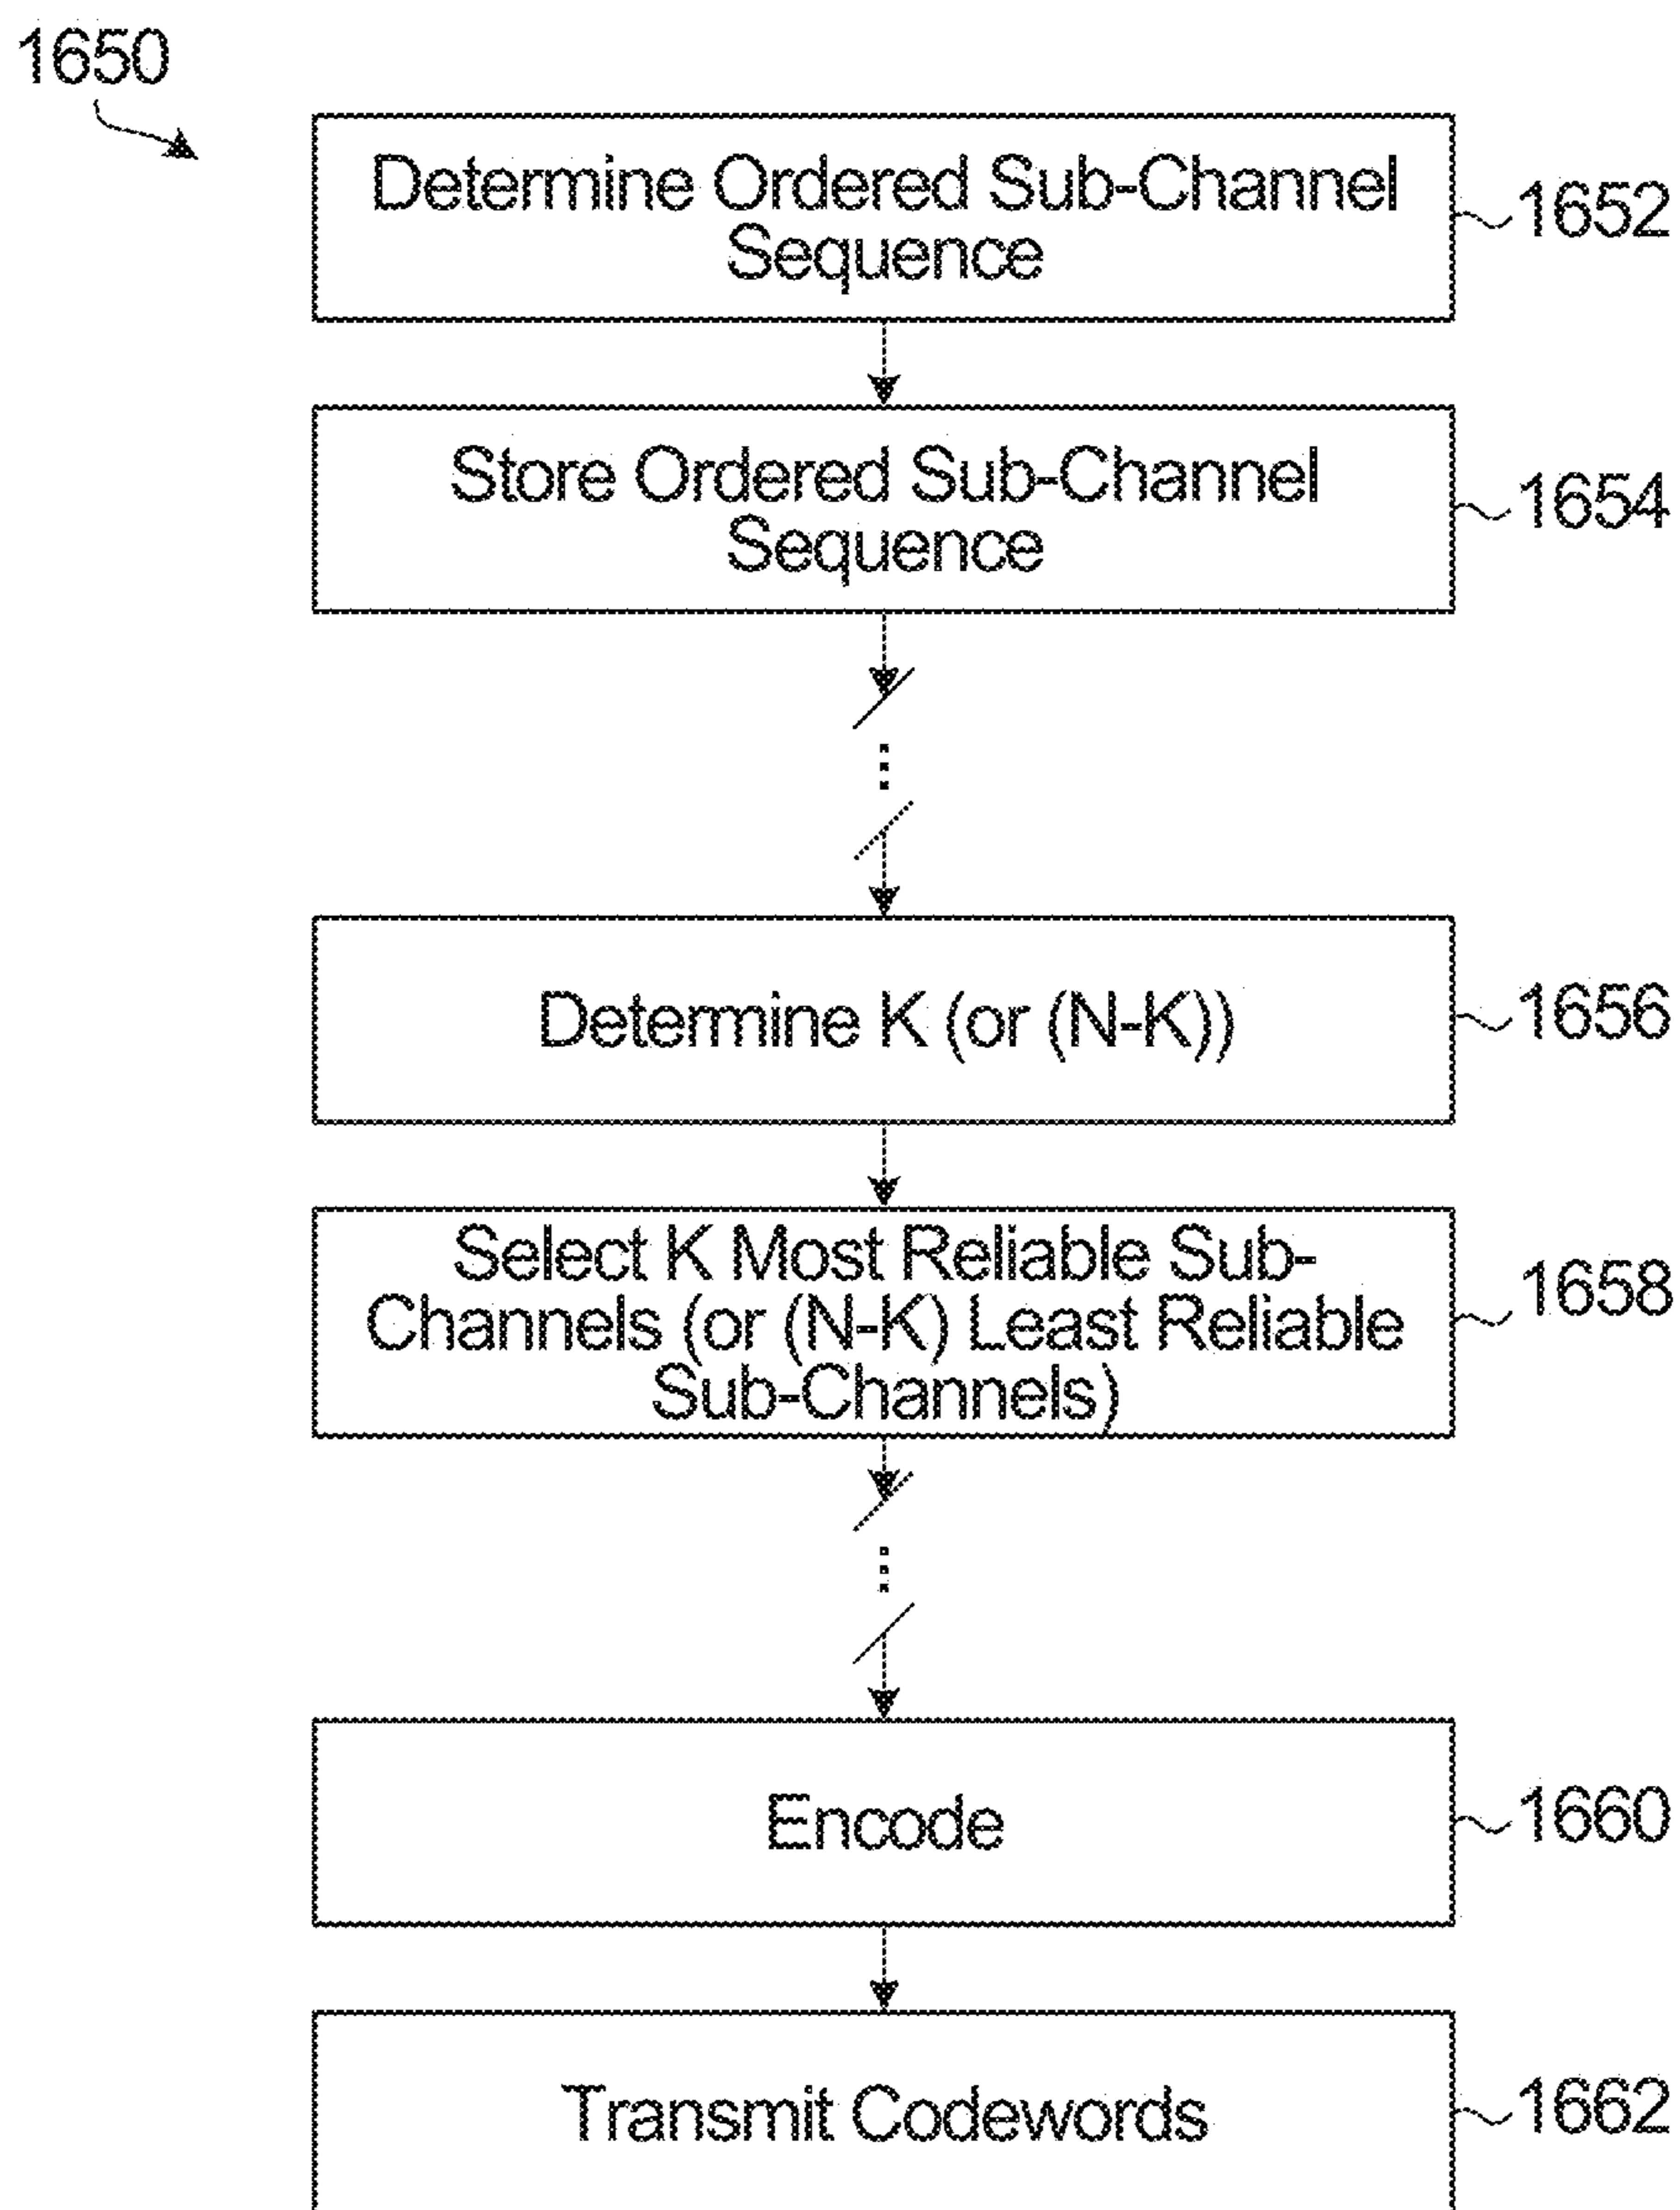 1650
Determine Ordered Sub-Channel
Sequence
1652
Store Ordered Sub-Channel
Sequence
1654
Determine K (or (N-K))
1656
Select K Most Reliable Sub-
Channels (or (N-K) Least Reliable
Sub-Channels)
1658
Encode
1660
Transmit Codewords
1662